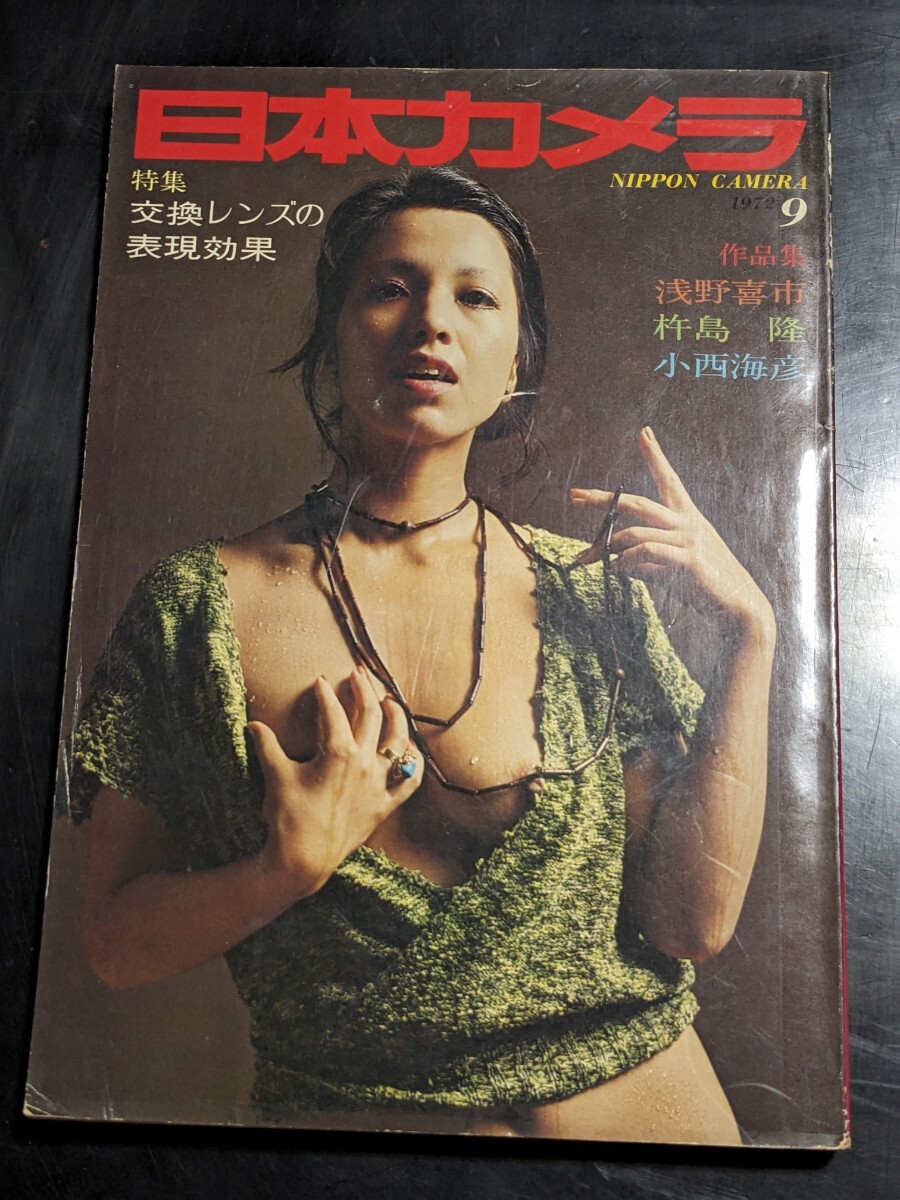 日本カメラ
NIPPON CAMERA
1972 9
特集
交換レンズの
表現効果
作品集
浅野喜市
杵島 隆
小西海彦